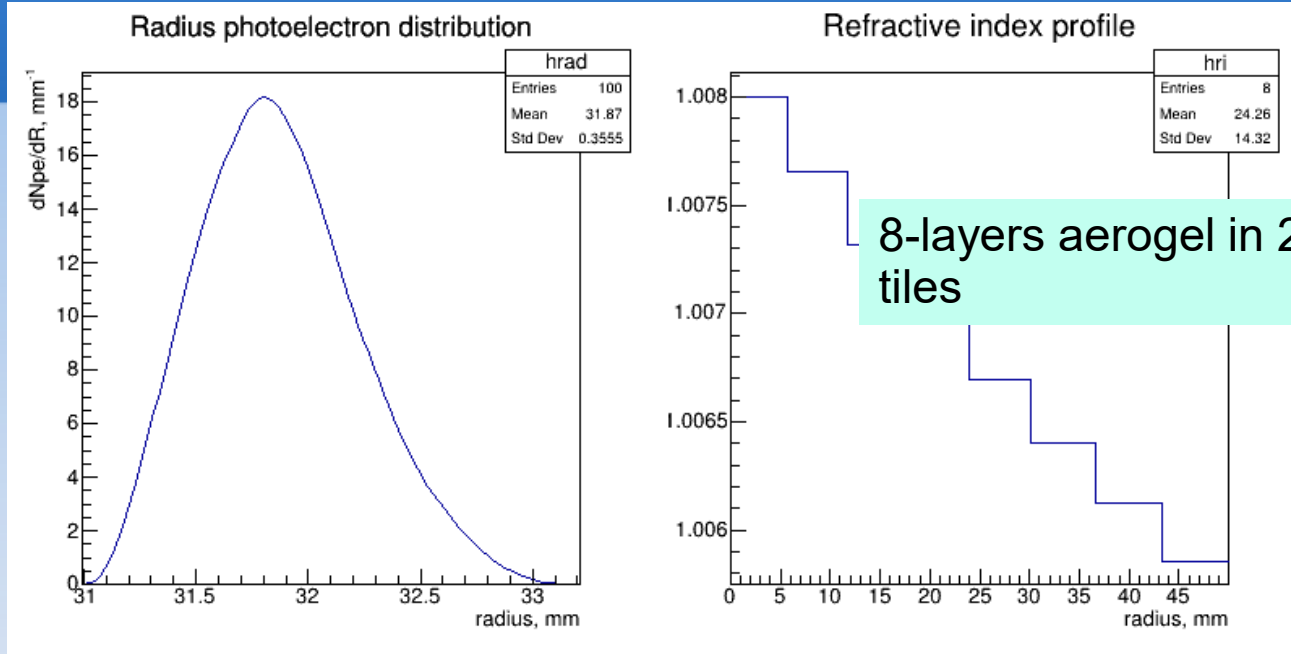 Radius photoelectron distribution
dNpe/dR, mm-1
18
16
14
12
10
8
6
4
2
0
31
31.5
32
32.5
33
radius, mm
hrad
Entries 100
Mean 31.87
Std Dev 0.3555
Refractive index profile
1.008
1.0075
1.007
1.0065
1.006
0
5
10
15
20
25
30
35
40
45
radius, mm
hri
Entries 8
Mean 24.26
Std Dev 14.32
8-layers aerogel in 2
tiles